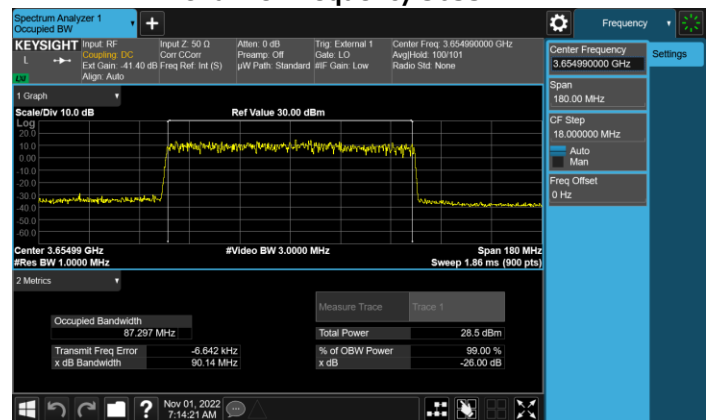 Spectrum Analyzer 1
Occupied BW
Frequency
KEYSIGHT
L
LXI
Input: RF
Coupling: DC
Ext Gain: -41.40 dB
Align: Auto
Input Z: 50 Ω
Corr CCorr
Freq Ref: Int (S)
Atten: 0 dB
Preamp: Off
µW Path: Standard
Trig: External 1
Gate: LO
#IF Gain: Low
Center Freq: 3.654990000 GHz
Avg|Hold: 100/101
Radio Std: None
Center Frequency
3.654990000 GHz
Settings
Span
180.00 MHz
CF Step
18.000000 MHz
Auto
Man
Freq Offset
0 Hz
1 Graph
Scale/Div 10.0 dB
Ref Value 30.00 dBm
Log
20.0
10.0
0.00
-10.0
-20.0
-30.0
-40.0
-50.0
-60.0
Center 3.65499 GHz
#Video BW 3.0000 MHz
Span 180 MHz
#Res BW 1.0000 MHz
Sweep 1.86 ms (900 pts)
2 Metrics
Measure Trace
Trace 1
Occupied Bandwidth
87.297 MHz
Total Power
28.5 dBm
Transmit Freq Error
-6.642 kHz
% of OBW Power
99.00 %
x dB Bandwidth
90.14 MHz
x dB
-26.00 dB
Nov 01, 2022
7:14:21 AM